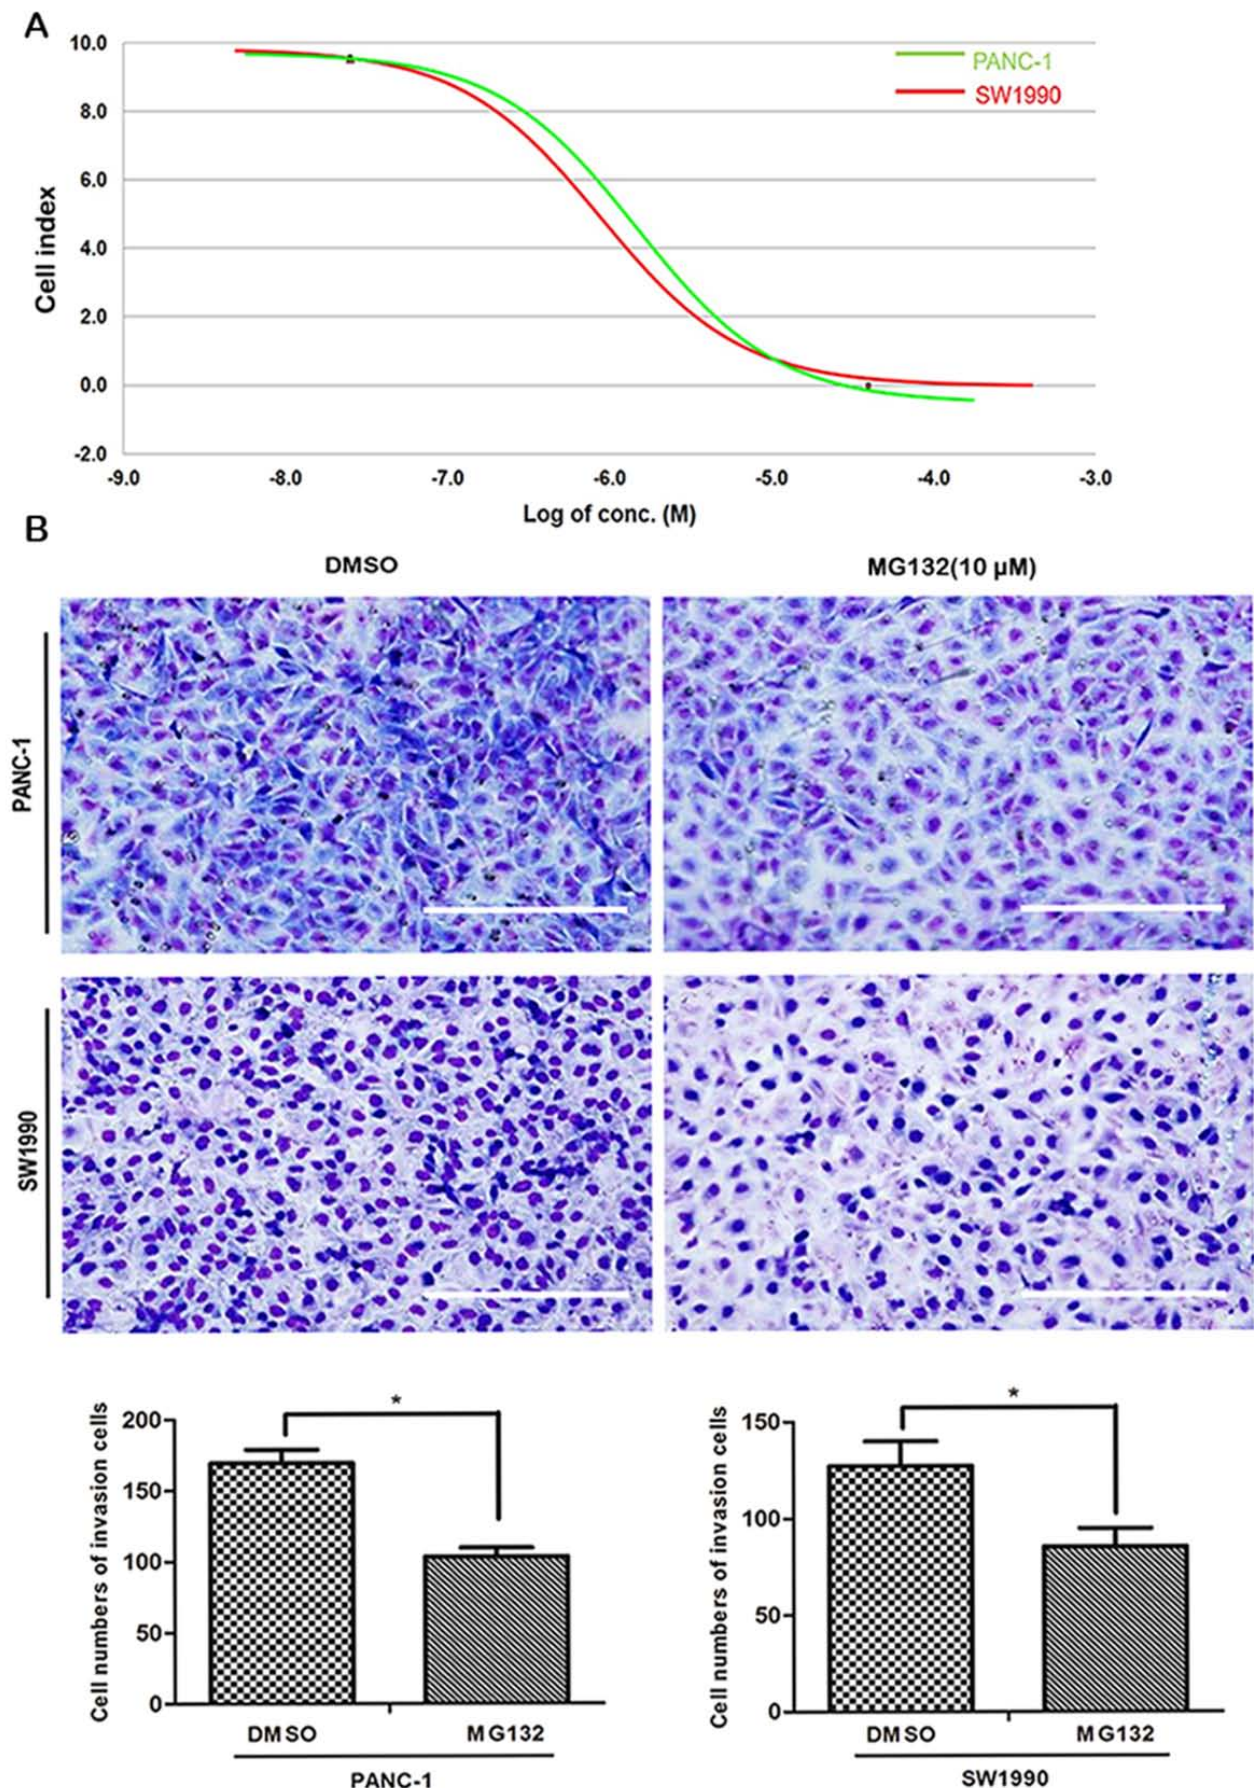 A
10.0
8.0
6.0
4.0
2.0
0.0
-2.0
Cell index
PANC-1
SW1990
-9.0 -8.0 -7.0 -6.0 -5.0 -4.0 -3.0
Log of conc. (M)
B
DMSO MG132(10 μM)
PANC-1
SW1990
Cell numbers of invasion cells
200
150
100
50
0
*
DMSO MG132
PANC-1
Cell numbers of invasion cells
150
100
50
0
*
DMSO MG132
SW1990